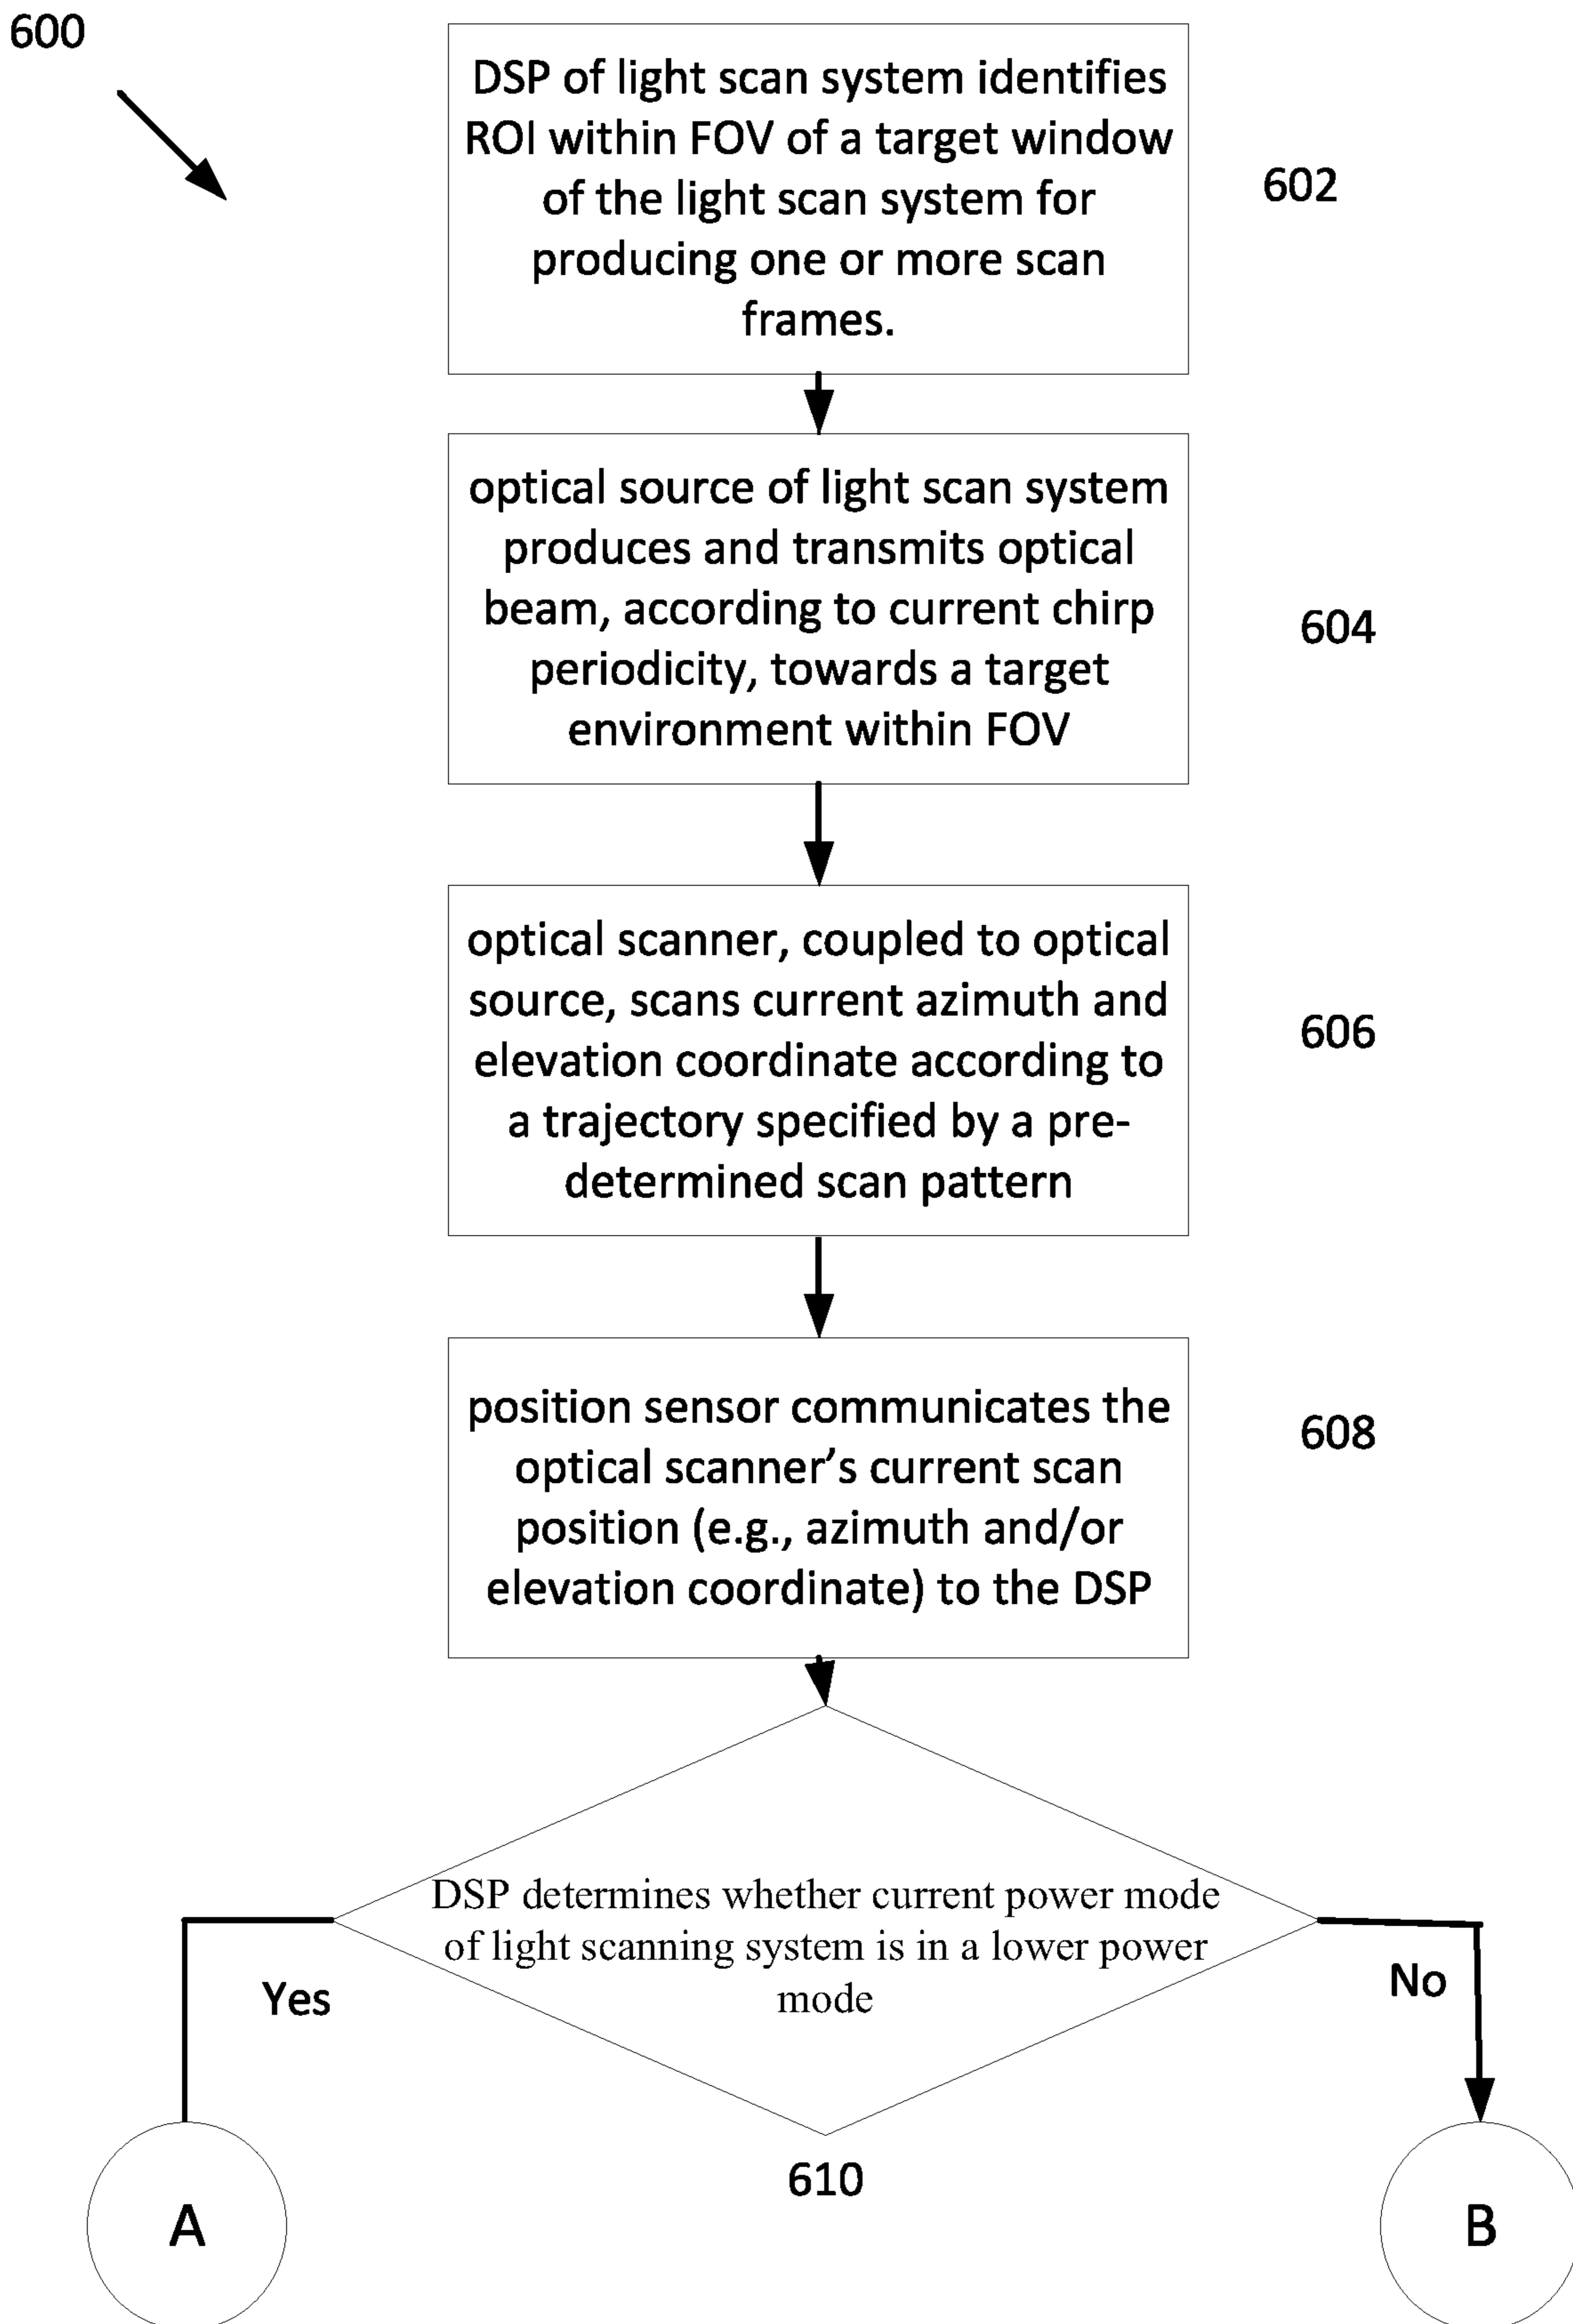 600
DSP of light scan system identifies
ROI within FOV of a target window
of the light scan system for
producing one or more scan
frames.
602
optical source of light scan system
produces and transmits optical
beam, according to current chirp
periodicity, towards a target
environment within FOV
604
optical scanner, coupled to optical
source, scans current azimuth and
elevation coordinate according to
a trajectory specified by a pre-
determined scan pattern
606
position sensor communicates the
optical scanner’s current scan
position (e.g., azimuth and/or
elevation coordinate) to the DSP
608
DSP determines whether current power mode
of light scanning system is in a lower power
mode
Yes
No
610
A
B